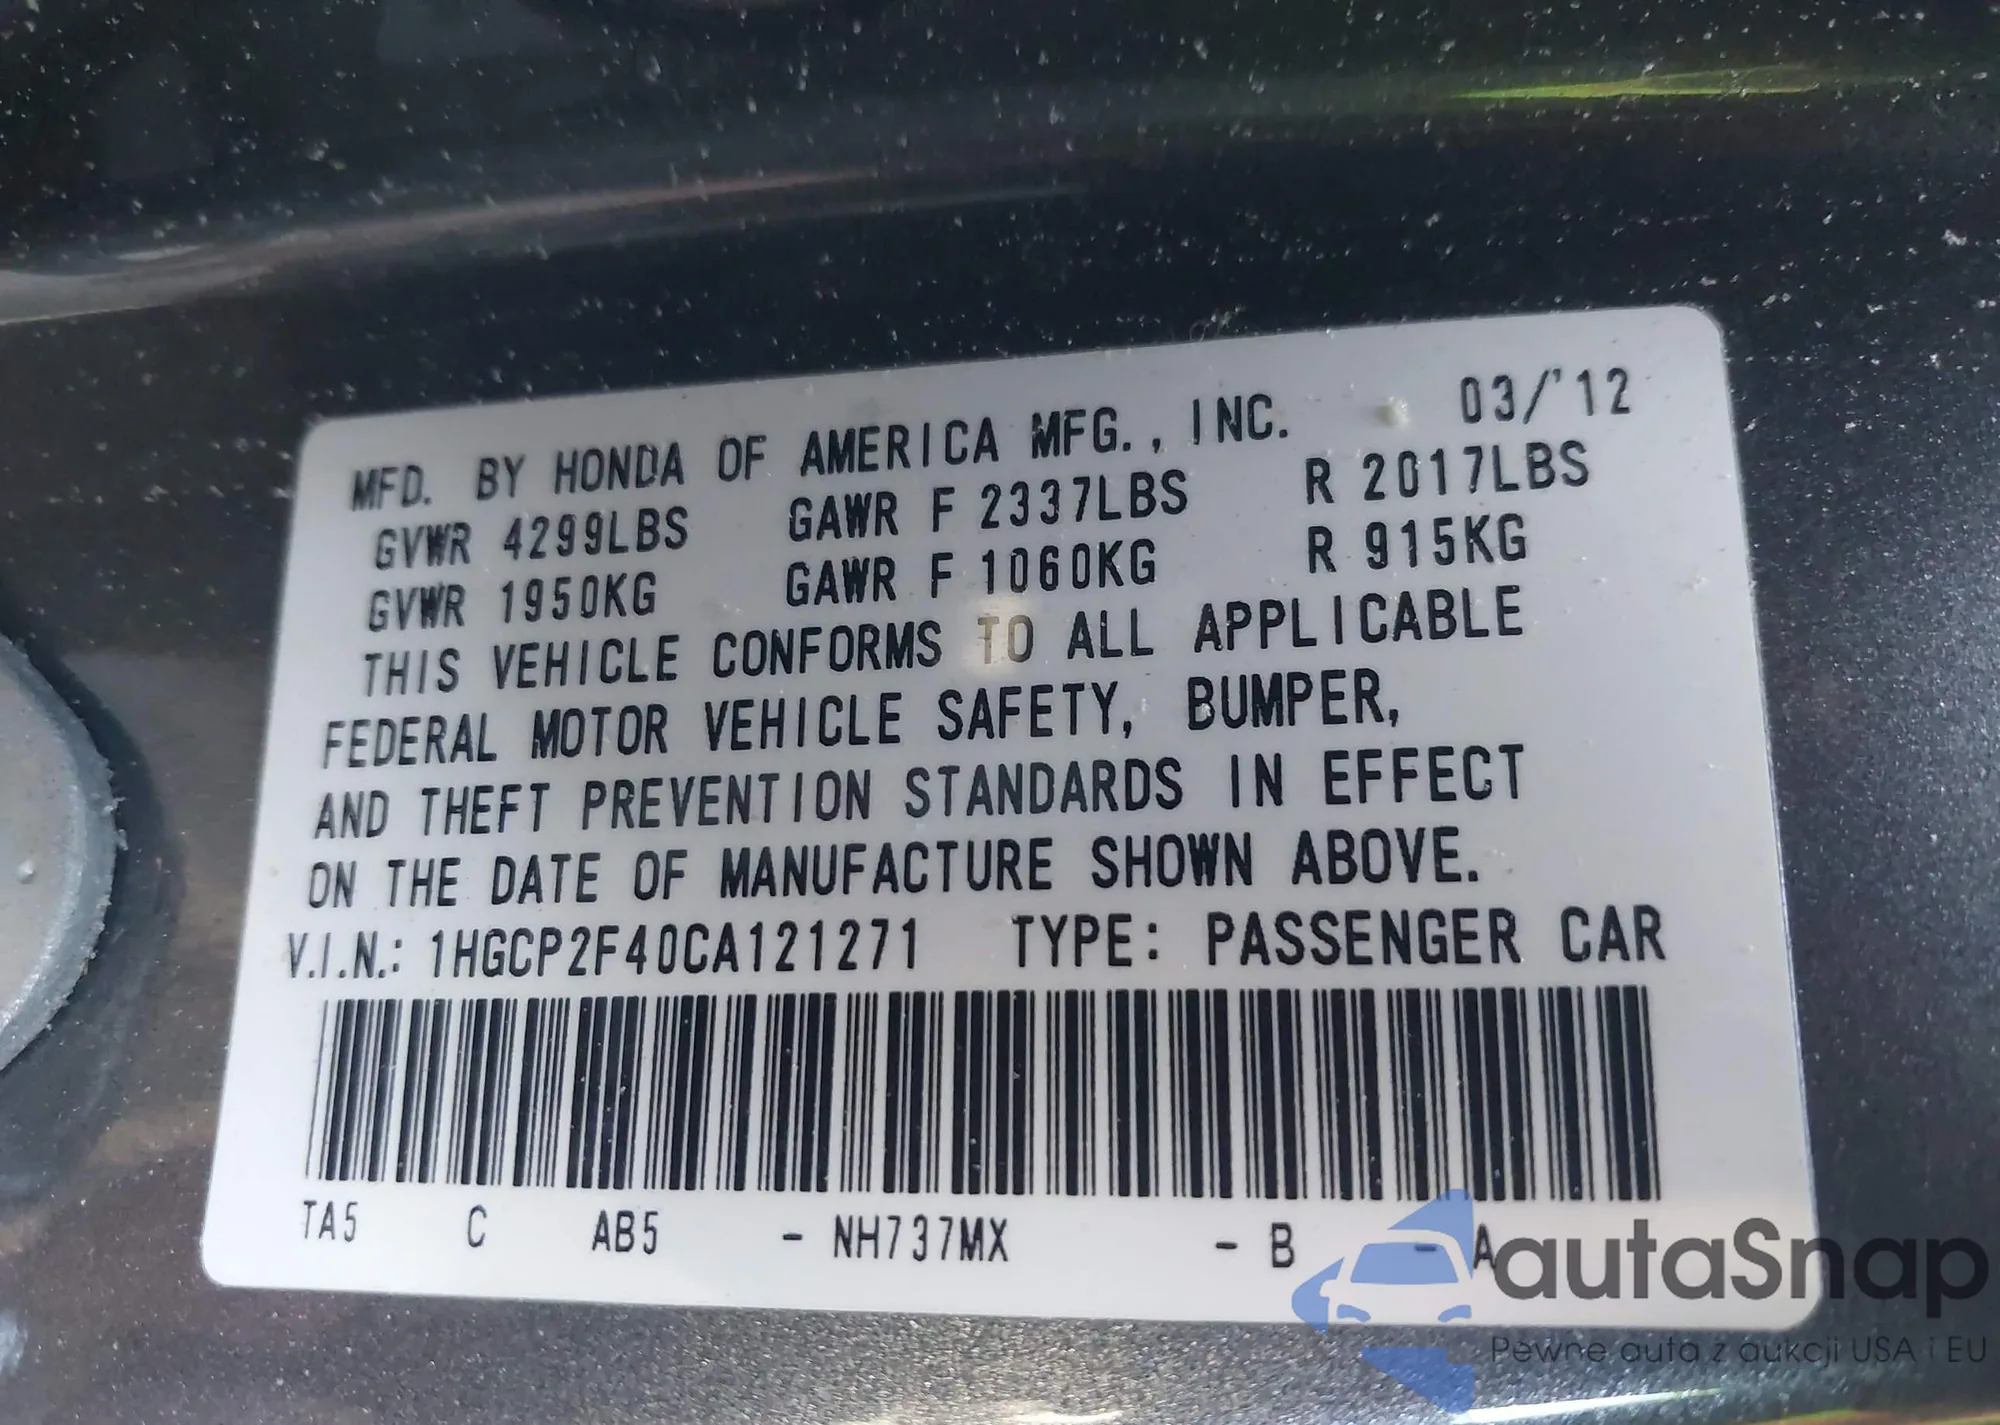 MFD. BY HONDA OF AMERICA MFG., INC. 03/'12
GVWR 4299LBS GAWR F 2337LBS R 2017LBS
GVWR 1950KG GAWR F 1060KG R 915KG
THIS VEHICLE CONFORMS TO ALL APPLICABLE
FEDERAL MOTOR VEHICLE SAFETY, BUMPER,
AND THEFT PREVENTION STANDARDS IN EFFECT
ON THE DATE OF MANUFACTURE SHOWN ABOVE.
V.I.N.: 1HGCP2F40CA121271 TYPE: PASSENGER CAR
TA5 C AB5 - NH737MX - B - A
autaSnap
Pewne auta z aukcji USA i EU